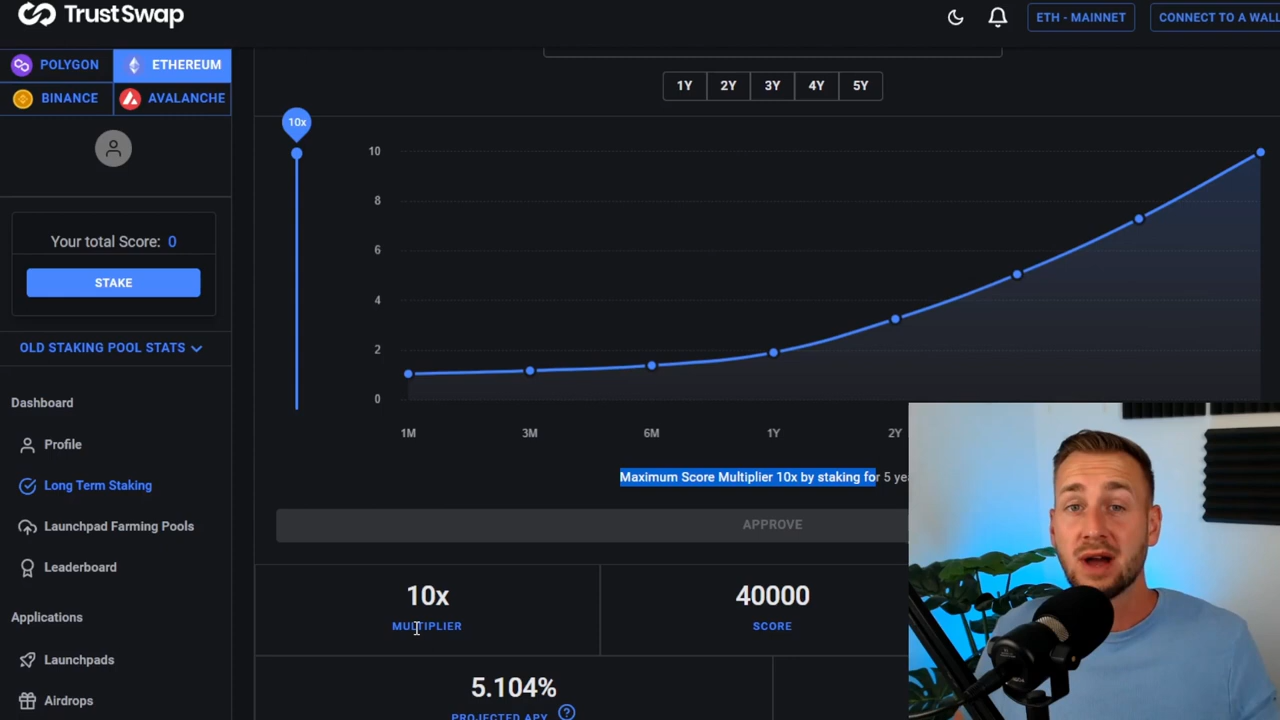 TrustSwap
ETH - MAINNET
CONNECT TO A WALL
POLYGON
ETHEREUM
BINANCE
AVALANCHE
Your total Score: 0
STAKE
OLD STAKING POOL STATS
Dashboard
Profile
Long Term Staking
Launchpad Farming Pools
Leaderboard
Applications
Launchpads
Airdrops
1Y 2Y 3Y 4Y 5Y
10x
10
8
6
4
2
0
1M 3M 6M 1Y 2Y
Maximum Score Multiplier 10x by staking for 5 yea
APPROVE
10x
MULTIPLIER
40000
SCORE
5.104%
PROJECTED APY ?